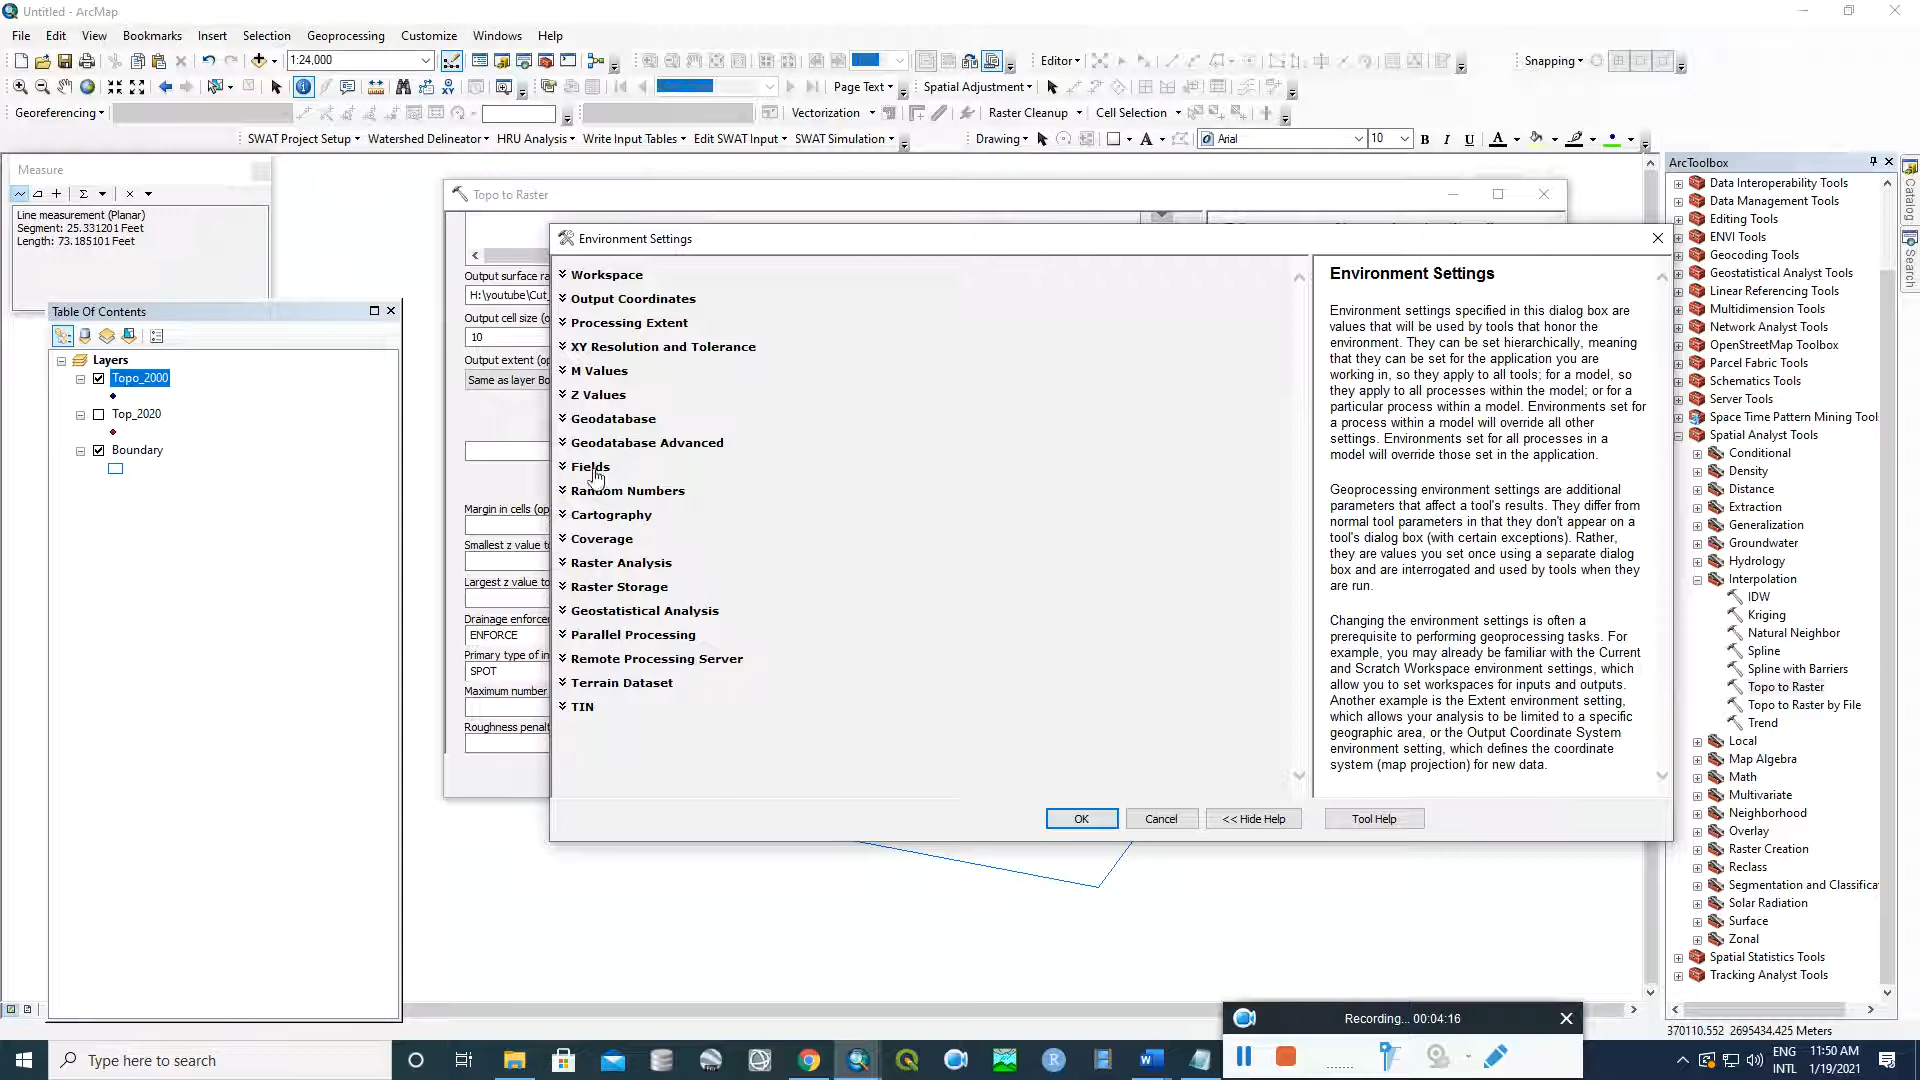 Untitled - ArcMap
File Edit View Bookmarks Insert Selection Geoprocessing Customize Windows Help
1:24,000 Editor Snapping
Page Text Spatial Adjustment
Georeferencing Vectorization Raster Cleanup Cell Selection
SWAT Project Setup Watershed Delineator HRU Analysis Write Input Tables Edit SWAT Input SWAT Simulation Drawing Arial 10 B I U A
Measure
Line measurement (Planar)
Segment: 25.331201 Feet
Length: 73.185101 Feet
Table Of Contents
Layers
Topo_2000
Top_2020
Boundary
Topo to Raster
Output surface ra
H:\youtube\Cut_
Output cell size (o
10
Output extent (op
Same as layer Bo
Margin in cells (op
Smallest z value to
Largest z value to
Drainage enforce
ENFORCE
Primary type of in
SPOT
Maximum number
Roughness penalt
Environment Settings
Workspace
Output Coordinates
Processing Extent
XY Resolution and Tolerance
M Values
Z Values
Geodatabase
Geodatabase Advanced
Fields
Random Numbers
Cartography
Coverage
Raster Analysis
Raster Storage
Geostatistical Analysis
Parallel Processing
Remote Processing Server
Terrain Dataset
TIN
OK Cancel << Hide Help Tool Help
Environment Settings
Environment settings specified in this dialog box are
values that will be used by tools that honor the
environment. They can be set hierarchically, meaning
that they can be set for the application you are
working in, so they apply to all tools; for a model, so
they apply to all processes within the model; or for a
particular process within a model. Environments set for
a process within a model will override all other
settings. Environments set for all processes in a
model will override those set in the application.
Geoprocessing environment settings are additional
parameters that affect a tool's results. They differ from
normal tool parameters in that they don't appear on a
tool's dialog box (with certain exceptions). Rather,
they are values you set once using a separate dialog
box and are interrogated and used by tools when they
are run.
Changing the environment settings is often a
prerequisite to performing geoprocessing tasks. For
example, you may already be familiar with the Current
and Scratch Workspace environment settings, which
allow you to set workspaces for inputs and outputs.
Another example is the Extent environment setting,
which allows your analysis to be limited to a specific
geographic area, or the Output Coordinate System
environment setting, which defines the coordinate
system (map projection) for new data.
ArcToolbox
Data Interoperability Tools
Data Management Tools
Editing Tools
ENVI Tools
Geocoding Tools
Geostatistical Analyst Tools
Linear Referencing Tools
Multidimension Tools
Network Analyst Tools
OpenStreetMap Toolbox
Parcel Fabric Tools
Schematics Tools
Server Tools
Space Time Pattern Mining Tool
Spatial Analyst Tools
Conditional
Density
Distance
Extraction
Generalization
Groundwater
Hydrology
Interpolation
IDW
Kriging
Natural Neighbor
Spline
Spline with Barriers
Topo to Raster
Topo to Raster by File
Trend
Local
Map Algebra
Math
Multivariate
Neighborhood
Overlay
Raster Creation
Reclass
Segmentation and Classifica
Solar Radiation
Surface
Zonal
Spatial Statistics Tools
Tracking Analyst Tools
Catalog
Search
370110.552 2695434.425 Meters
Recording... 00:04:16
Type here to search
ENG
INTL
11:50 AM
1/19/2021